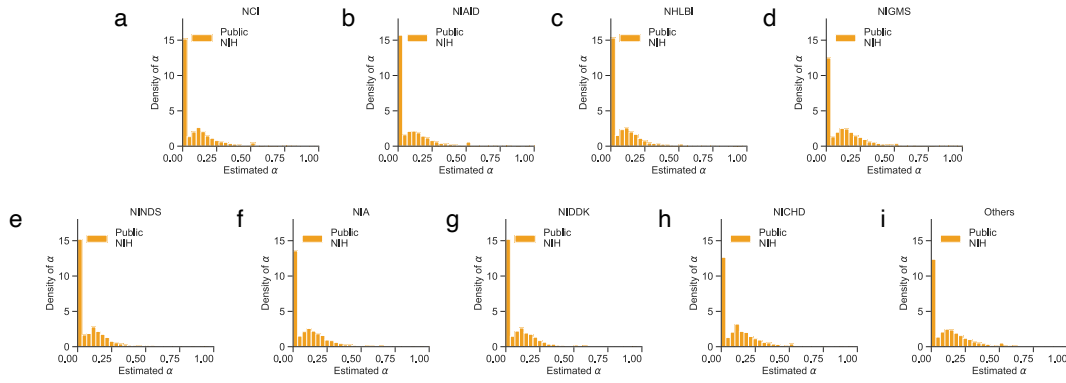 a NCI
Public
NIH
Density of α
15
10
5
0
0.00 0.25 0.50 0.75 1.00
Estimated α
b NIAID
Public
NIH
Density of α
15
10
5
0
0.00 0.25 0.50 0.75 1.00
Estimated α
c NHLBI
Public
NIH
Density of α
15
10
5
0
0.00 0.25 0.50 0.75 1.00
Estimated α
d NIGMS
Public
NIH
Density of α
15
10
5
0
0.00 0.25 0.50 0.75 1.00
Estimated α
e NINDS
Public
NIH
Density of α
15
10
5
0
0.00 0.25 0.50 0.75 1.00
Estimated α
f NIA
Public
NIH
Density of α
15
10
5
0
0.00 0.25 0.50 0.75 1.00
Estimated α
g NIDDK
Public
NIH
Density of α
15
10
5
0
0.00 0.25 0.50 0.75 1.00
Estimated α
h NICHD
Public
NIH
Density of α
15
10
5
0
0.00 0.25 0.50 0.75 1.00
Estimated α
i Others
Public
NIH
Density of α
15
10
5
0
0.00 0.25 0.50 0.75 1.00
Estimated α